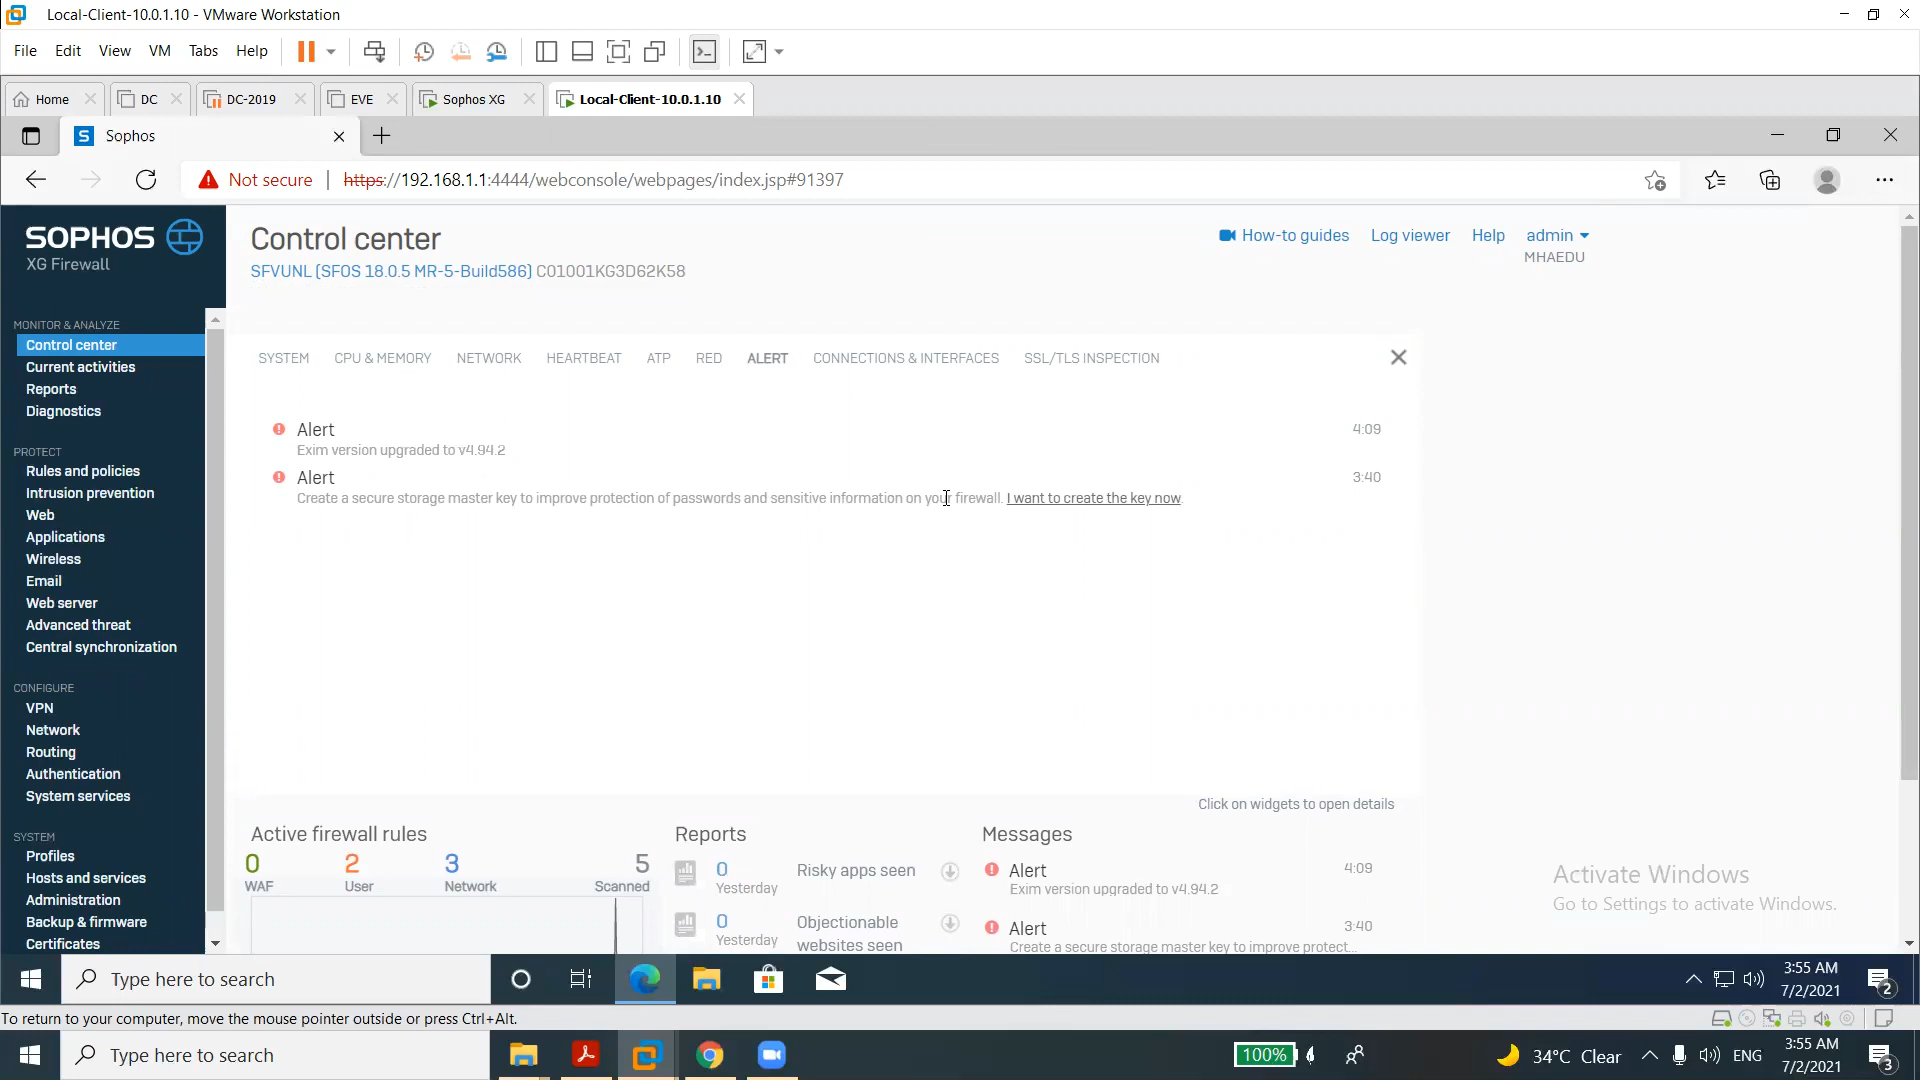 Local-Client-10.0.1.10 - VMware Workstation
File Edit View VM Tabs Help
Home DC DC-2019 EVE Sophos XG Local-Client-10.0.1.10
Sophos
Not secure | https://192.168.1.1:4444/webconsole/webpages/index.jsp#91397
SOPHOS
XG Firewall
Control center
SFVUNL (SFOS 18.0.5 MR-5-Build586) C01001KG3D62K58
How-to guides Log viewer Help admin
MHAEDU
MONITOR & ANALYZE
Control center
Current activities
Reports
Diagnostics
PROTECT
Rules and policies
Intrusion prevention
Web
Applications
Wireless
Email
Web server
Advanced threat
Central synchronization
CONFIGURE
VPN
Network
Routing
Authentication
System services
SYSTEM
Profiles
Hosts and services
Administration
Backup & firmware
Certificates
SYSTEM CPU & MEMORY NETWORK HEARTBEAT ATP RED ALERT CONNECTIONS & INTERFACES SSL/TLS INSPECTION
Alert 4:09
Exim version upgraded to v4.94.2
Alert 3:40
Create a secure storage master key to improve protection of passwords and sensitive information on your firewall. I want to create the key now.
Click on widgets to open details
Active firewall rules
0 2 3 5
WAF User Network Scanned
Reports
0 Risky apps seen
Yesterday
0 Objectionable
Yesterday websites seen
Messages
Alert 4:09
Exim version upgraded to v4.94.2
Alert 3:40
Create a secure storage master key to improve protect...
Activate Windows
Go to Settings to activate Windows.
Type here to search
3:55 AM
7/2/2021
2
To return to your computer, move the mouse pointer outside or press Ctrl+Alt.
Type here to search
100%
34°C Clear
ENG
3:55 AM
7/2/2021
3